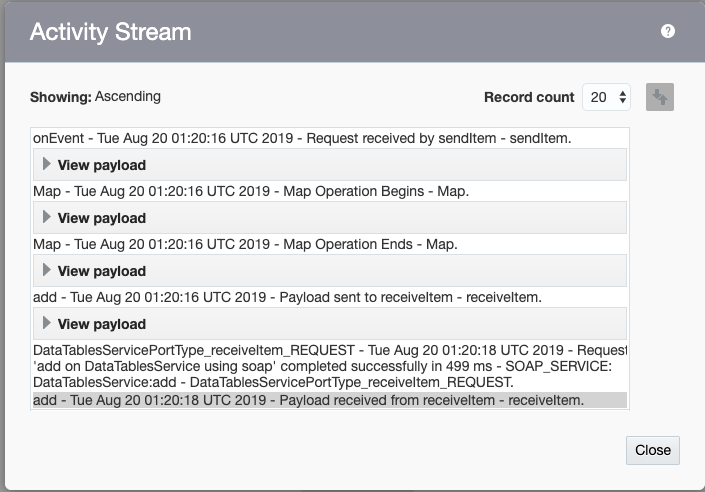 Activity Stream
?
Showing: Ascending
Record count 20
onEvent - Tue Aug 20 01:20:16 UTC 2019 - Request received by sendItem - sendItem.
View payload
Map - Tue Aug 20 01:20:16 UTC 2019 - Map Operation Begins - Map.
View payload
Map - Tue Aug 20 01:20:16 UTC 2019 - Map Operation Ends - Map.
View payload
add - Tue Aug 20 01:20:16 UTC 2019 - Payload sent to receiveItem - receiveItem.
View payload
DataTablesServicePortType_receiveItem_REQUEST - Tue Aug 20 01:20:18 UTC 2019 - Request
'add on DataTablesService using soap' completed successfully in 499 ms - SOAP_SERVICE:
DataTablesService:add - DataTablesServicePortType_receiveItem_REQUEST.
add - Tue Aug 20 01:20:18 UTC 2019 - Payload received from receiveItem - receiveItem.
Close